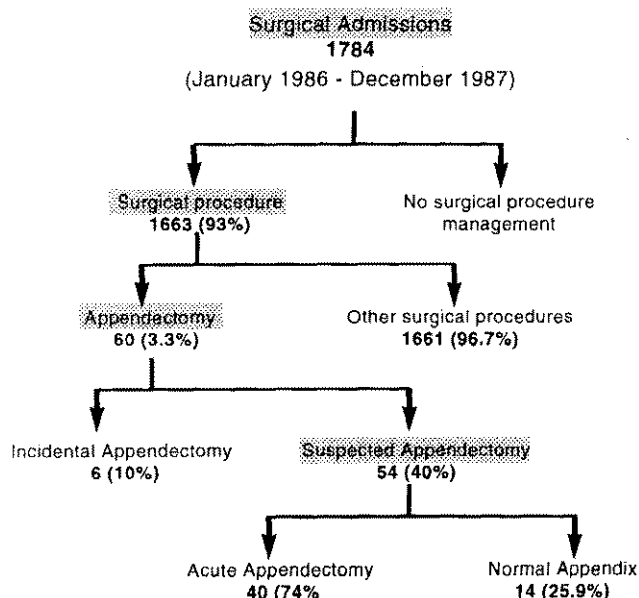 Surgical Admissions
1784
(January 1986 - December 1987)
Surgical procedure
1663 (93%)
No surgical procedure
management
Appendectomy
60 (3.3%)
Other surgical procedures
1661 (96.7%)
Incidental Appendectomy
6 (10%)
Suspected Appendectomy
54 (40%)
Acute Appendectomy
40 (74%
Normal Appendix
14 (25.9%)